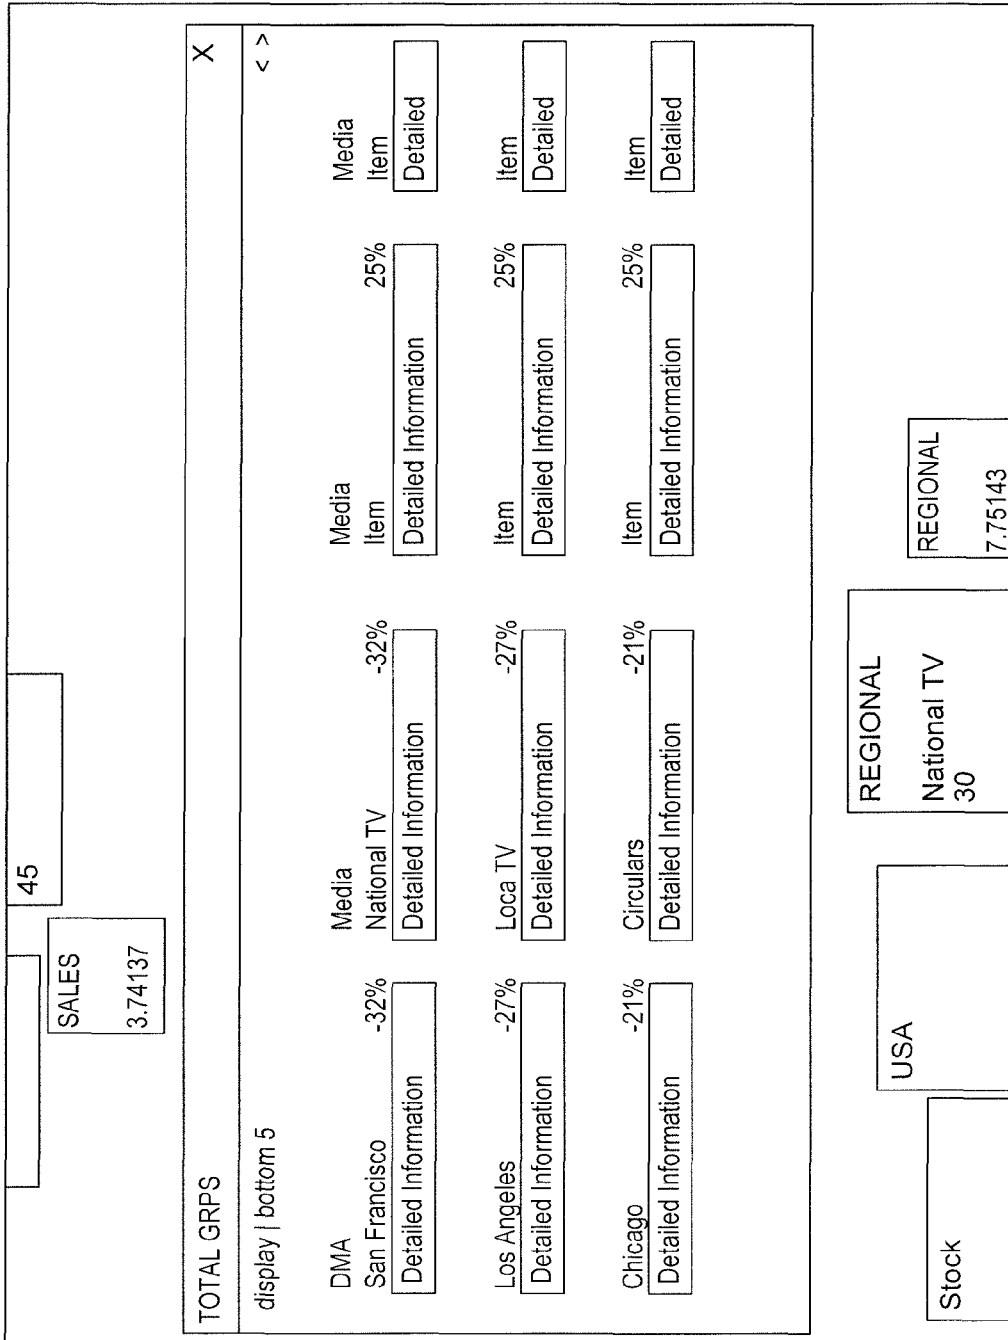 45
SALES
3.74137
TOTAL GRPS X
display | bottom 5 < >
DMA Media Media Media
San Francisco -32% National TV -32% Item 25% Item
Detailed Information Detailed Information Detailed Information Detailed
Los Angeles -27% Loca TV -27% Item 25% Item
Detailed Information Detailed Information Detailed Information Detailed
Chicago -21% Circulars -21% Item 25% Item
Detailed Information Detailed Information Detailed Information Detailed
Stock
USA
REGIONAL
National TV
30
REGIONAL
7.75143